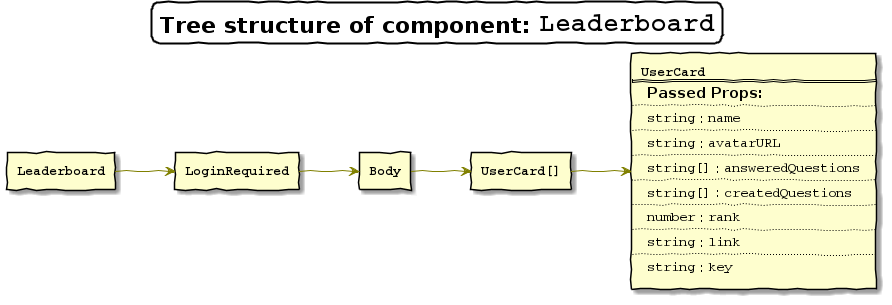 Tree structure of component: Leaderboard
Leaderboard
LoginRequired
Body
UserCard[]
UserCard
Passed Props:
string : name
string : avatarURL
string[] : answeredQuestions
string[] : createdQuestions
number : rank
string : link
string : key